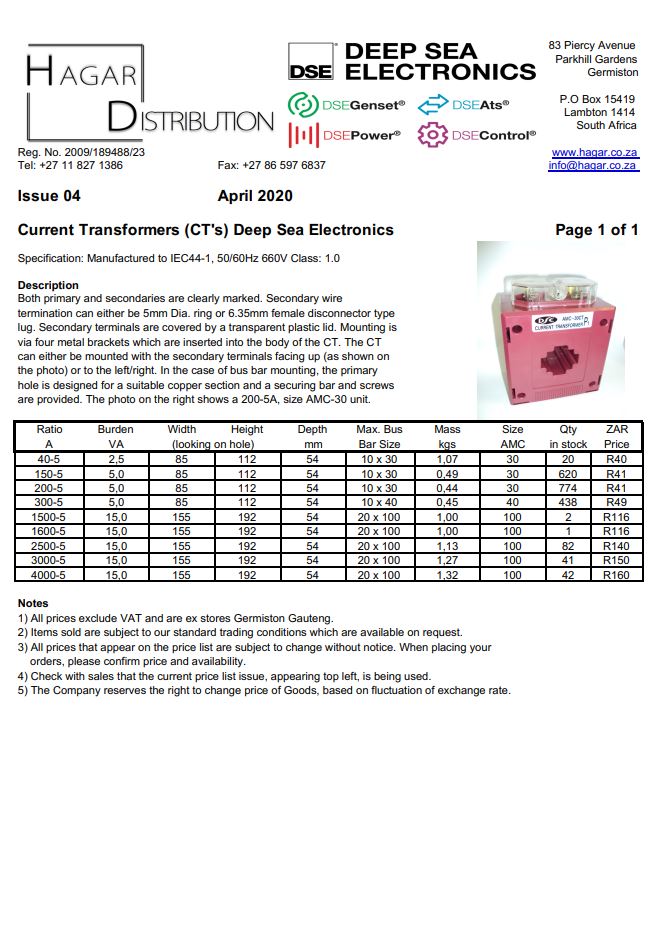 HAGAR
DISTRIBUTION
DSE
DEEP SEA
ELECTRONICS
DSEGenset®
DSEAts®
DSEPower®
DSEControl®
83 Piercy Avenue
Parkhill Gardens
Germiston
P.O Box 15419
Lambton 1414
South Africa
www.hagar.co.za
info@hagar.co.za
Reg. No. 2009/189488/23
Tel: +27 11 827 1386 Fax: +27 86 597 6837
Issue 04 April 2020
Current Transformers (CT's) Deep Sea Electronics Page 1 of 1
Specification: Manufactured to IEC44-1, 50/60Hz 660V Class: 1.0
Description
Both primary and secondaries are clearly marked. Secondary wire
termination can either be 5mm Dia. ring or 6.35mm female disconnector type
lug. Secondary terminals are covered by a transparent plastic lid. Mounting is
via four metal brackets which are inserted into the body of the CT. The CT
can either be mounted with the secondary terminals facing up (as shown on
the photo) or to the left/right. In the case of bus bar mounting, the primary
hole is designed for a suitable copper section and a securing bar and screws
are provided. The photo on the right shows a 200-5A, size AMC-30 unit.
AMC-30CT
CURRENT TRANSFORMER
P1
Ratio Burden Width Height Depth Max. Bus Mass Size Qty ZAR
A VA (looking on hole) mm Bar Size kgs AMC in stock Price
40-5 2,5 85 112 54 10 x 30 1,07 30 20 R40
150-5 5,0 85 112 54 10 x 30 0,49 30 620 R41
200-5 5,0 85 112 54 10 x 30 0,44 30 774 R41
300-5 5,0 85 112 54 10 x 40 0,45 40 438 R49
1500-5 15,0 155 192 54 20 x 100 1,00 100 2 R116
1600-5 15,0 155 192 54 20 x 100 1,00 100 1 R116
2500-5 15,0 155 192 54 20 x 100 1,13 100 82 R140
3000-5 15,0 155 192 54 20 x 100 1,27 100 41 R150
4000-5 15,0 155 192 54 20 x 100 1,32 100 42 R160
Notes
1) All prices exclude VAT and are ex stores Germiston Gauteng.
2) Items sold are subject to our standard trading conditions which are available on request.
3) All prices that appear on the price list are subject to change without notice. When placing your
orders, please confirm price and availability.
4) Check with sales that the current price list issue, appearing top left, is being used.
5) The Company reserves the right to change price of Goods, based on fluctuation of exchange rate.